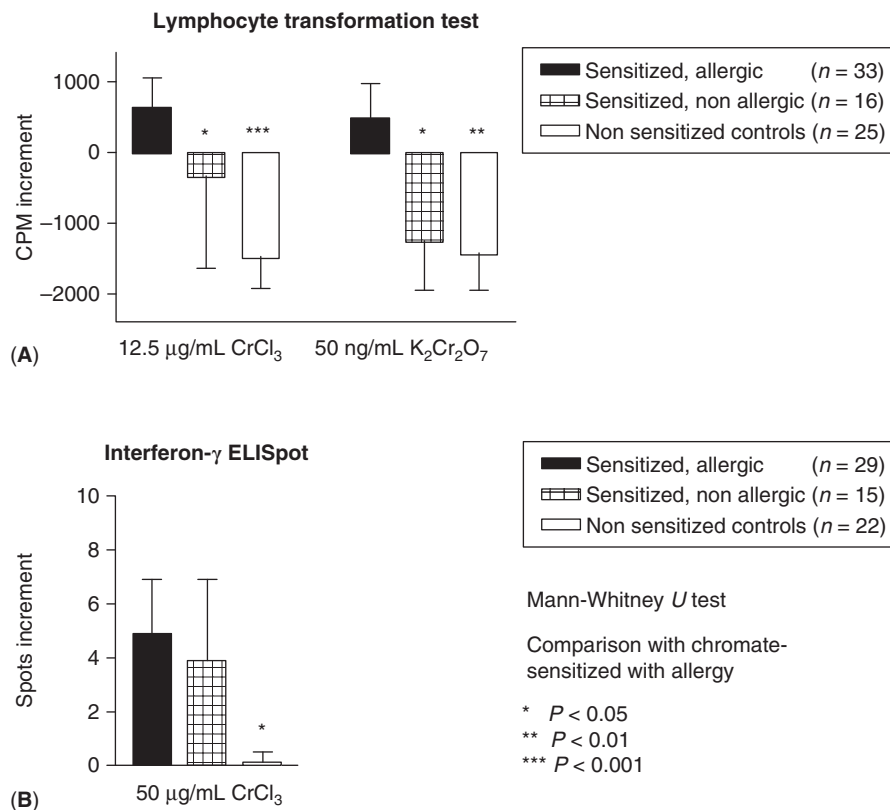 Lymphocyte transformation test
CPM increment
1000
0
−1000
−2000
* *** * **
12.5 μg/mL CrCl₃ 50 ng/mL K₂Cr₂O₇
(A)
Sensitized, allergic (n = 33)
Sensitized, non allergic (n = 16)
Non sensitized controls (n = 25)
Interferon-γ ELISpot
Spots increment
10
8
6
4
2
0
*
50 μg/mL CrCl₃
(B)
Sensitized, allergic (n = 29)
Sensitized, non allergic (n = 15)
Non sensitized controls (n = 22)
Mann-Whitney U test
Comparison with chromate-
sensitized with allergy
* P < 0.05
** P < 0.01
*** P < 0.001